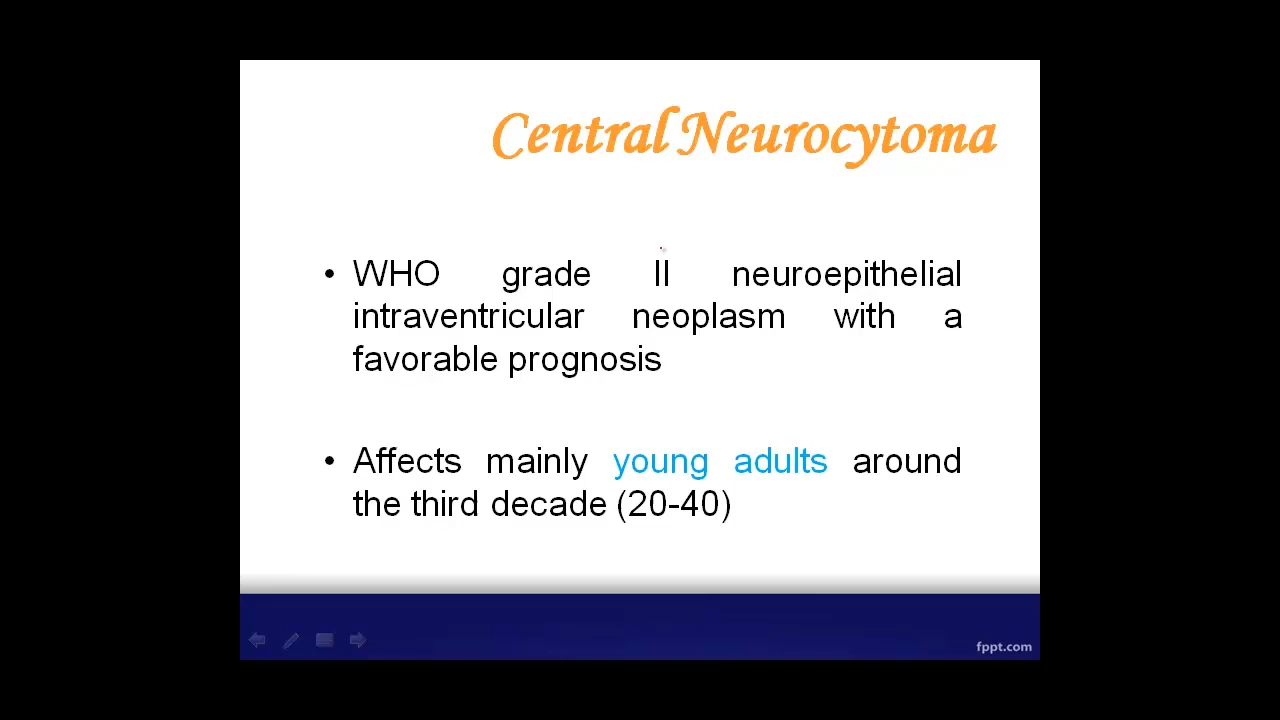 Central Neurocytoma
• WHO grade II neuroepithelial
intraventricular neoplasm with a
favorable prognosis
• Affects mainly young adults around
the third decade (20-40)
fppt.com